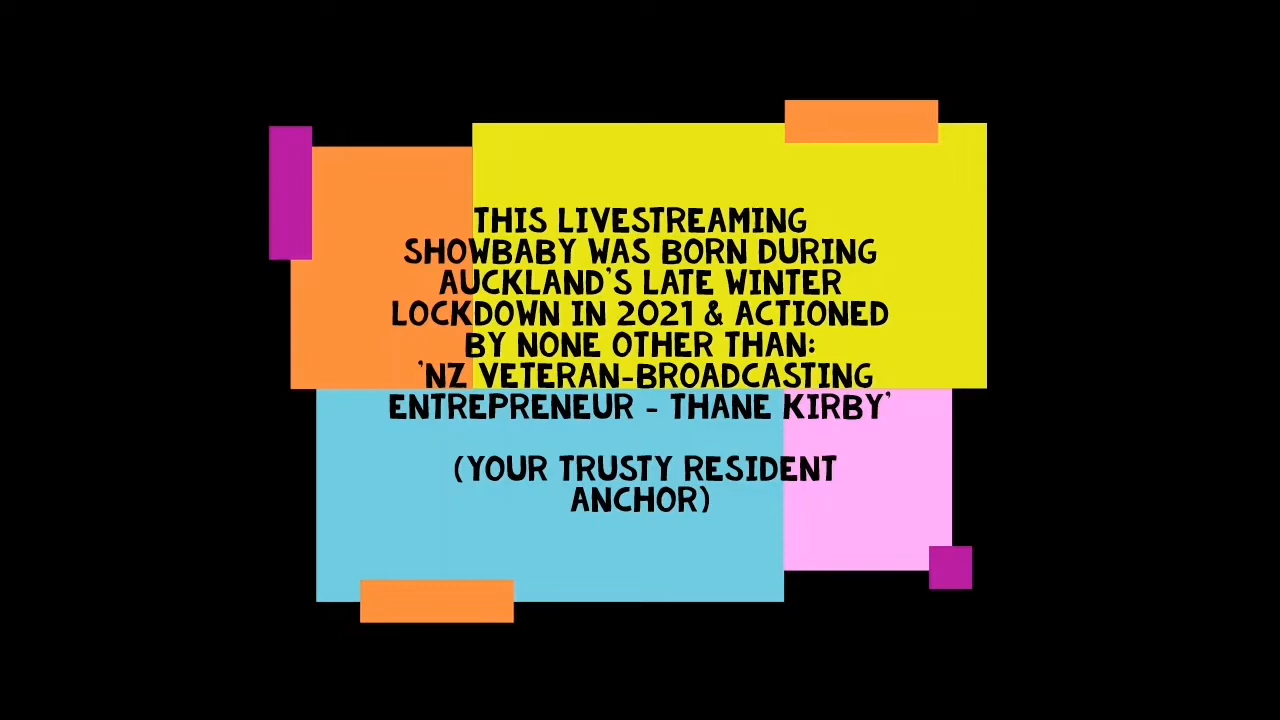 THIS LIVESTREAMING
SHOWBABY WAS BORN DURING
AUCKLAND'S LATE WINTER
LOCKDOWN IN 2021 & ACTIONED
BY NONE OTHER THAN:
'NZ VETERAN-BROADCASTING
ENTREPRENEUR - THANE KIRBY'
(YOUR TRUSTY RESIDENT
ANCHOR)